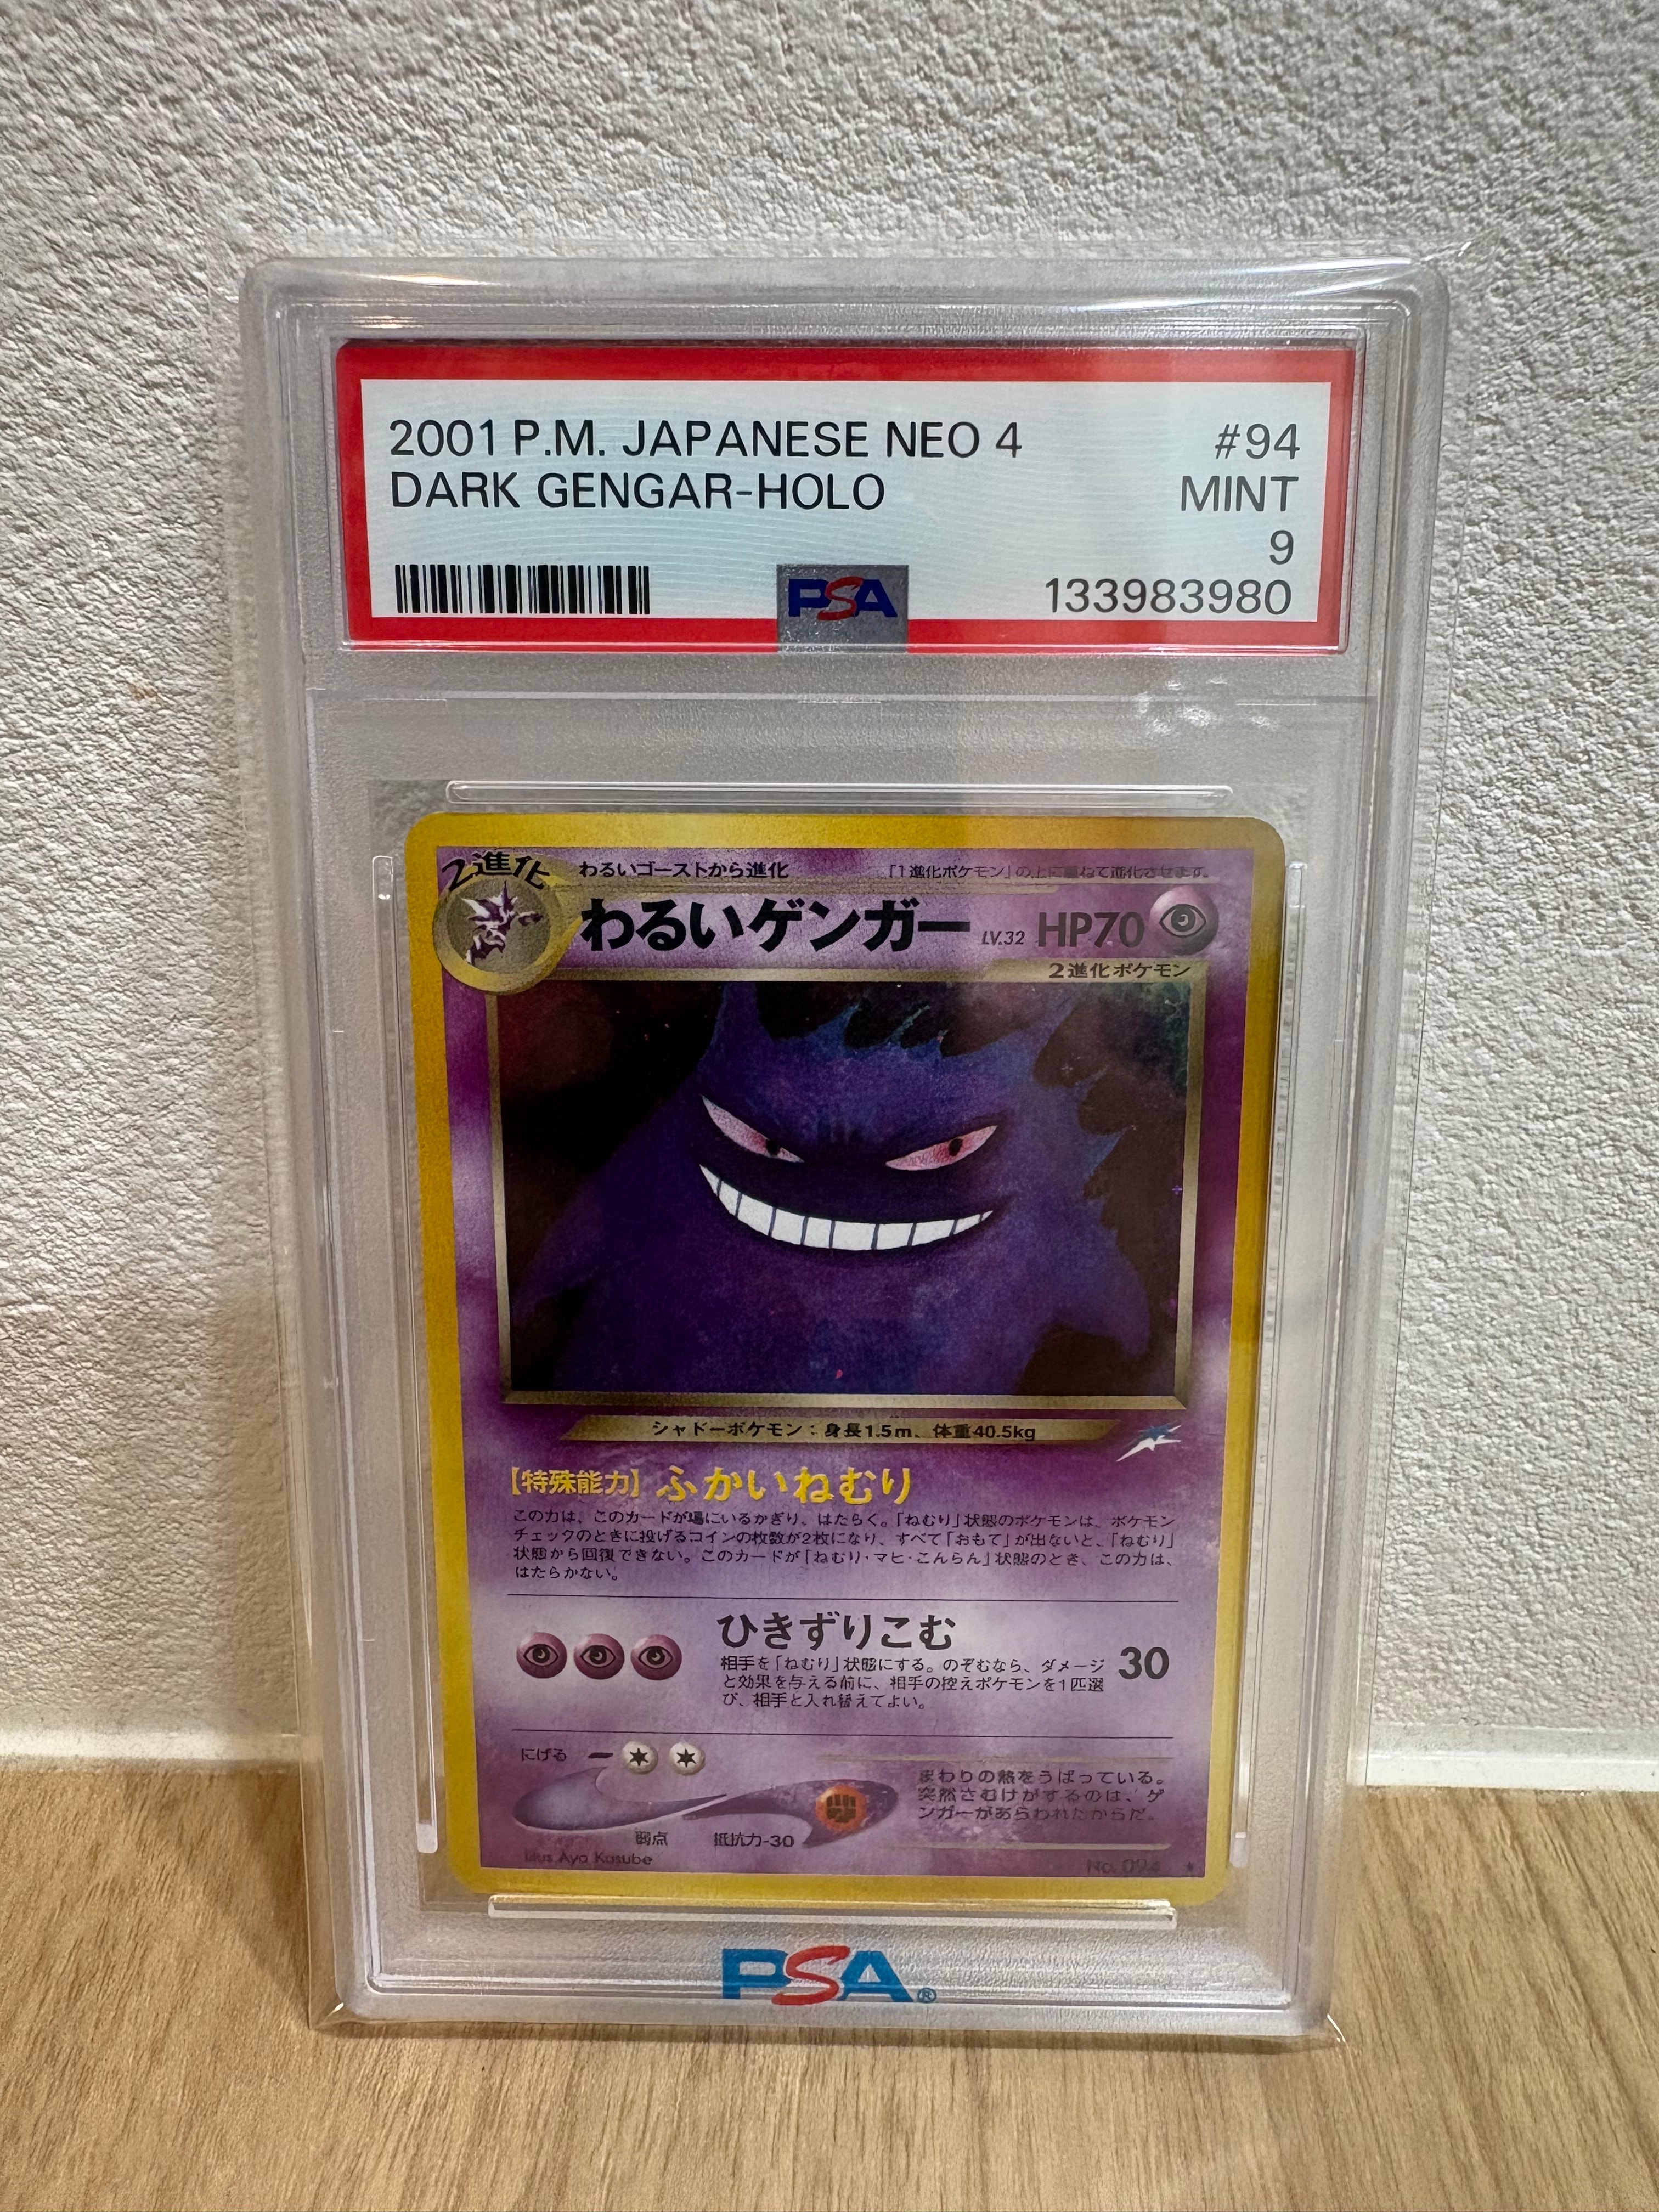 2001 P.M. JAPANESE NEO 4 #94
DARK GENGAR-HOLO MINT
9
PSA 133983980
2進化 わるいゴーストから進化 「1進化ポケモン」の上に重ねて進化させます。
わるいゲンガー LV.32 HP70
2進化ポケモン
シャドーポケモン：身長1.5m、体重40.5kg
【特殊能力】ふかいねむり
この力は、このカードが場にいるかぎり、はたらく。「ねむり」状態のポケモンは、ポケモン
チェックのときに投げるコインの枚数が2枚になり、すべて「おもて」が出ないと、「ねむり」
状態から回復できない。このカードが「ねむり・マヒ・こんらん」状態のとき、この力は、
はたらかない。
ひきずりこむ
相手を「ねむり」状態にする。のぞむなら、ダメージ 30
と効果を与える前に、相手の控えポケモンを1匹選
び、相手と入れ替えてよい。
にげる
まわりの熱をうばっている。
突然さむけがするのは、ゲ
ンガーがあらわれたからだ。
弱点 抵抗力-30
Illus. Aya Kusube No. 094
PSA®